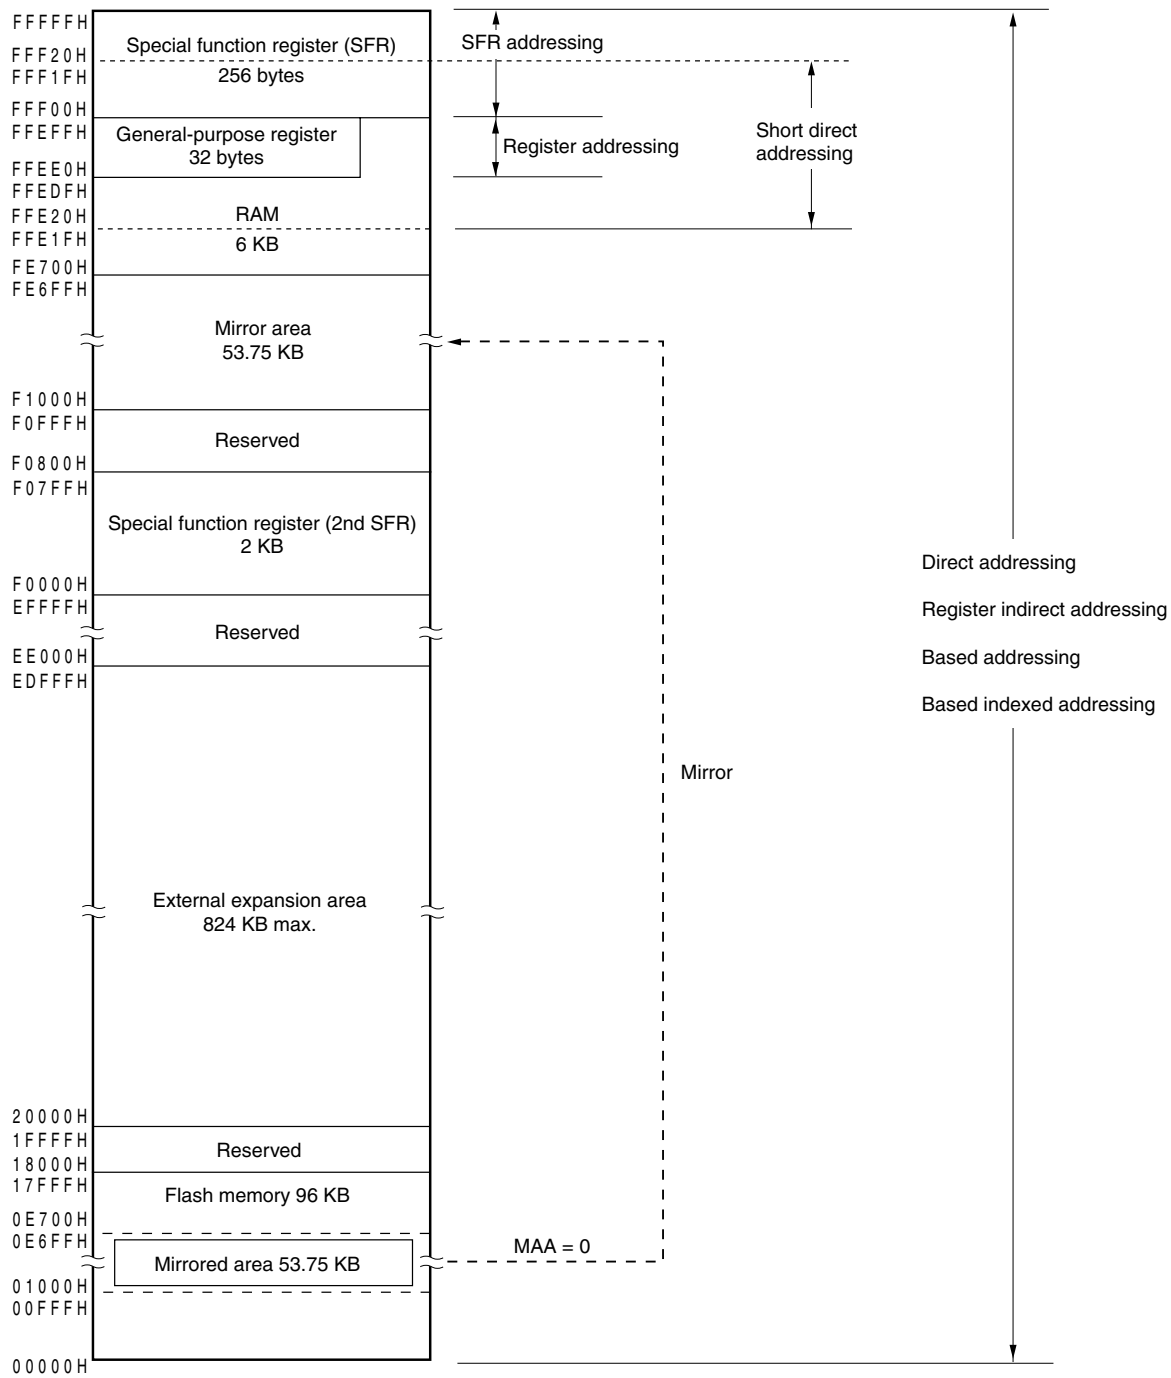 FFFFFH
Special function register (SFR)
256 bytes
SFR addressing
FFF20H
FFF1FH
FFF00H
FFEFFH
General-purpose register
32 bytes
Register addressing
Short direct
addressing
FFEE0H
FFEDFH
FFE20H
RAM
6 KB
FFE1FH
FE700H
FE6FFH
Mirror area
53.75 KB
F1000H
F0FFFH
Reserved
F0800H
F07FFH
Special function register (2nd SFR)
2 KB
Direct addressing
Register indirect addressing
Based addressing
Based indexed addressing
F0000H
EFFFFH
Reserved
EE000H
EDFFFH
Mirror
External expansion area
824 KB max.
20000H
1FFFFH
Reserved
18000H
17FFFH
Flash memory 96 KB
0E700H
0E6FFH
MAA = 0
Mirrored area 53.75 KB
01000H
00FFFH
00000H